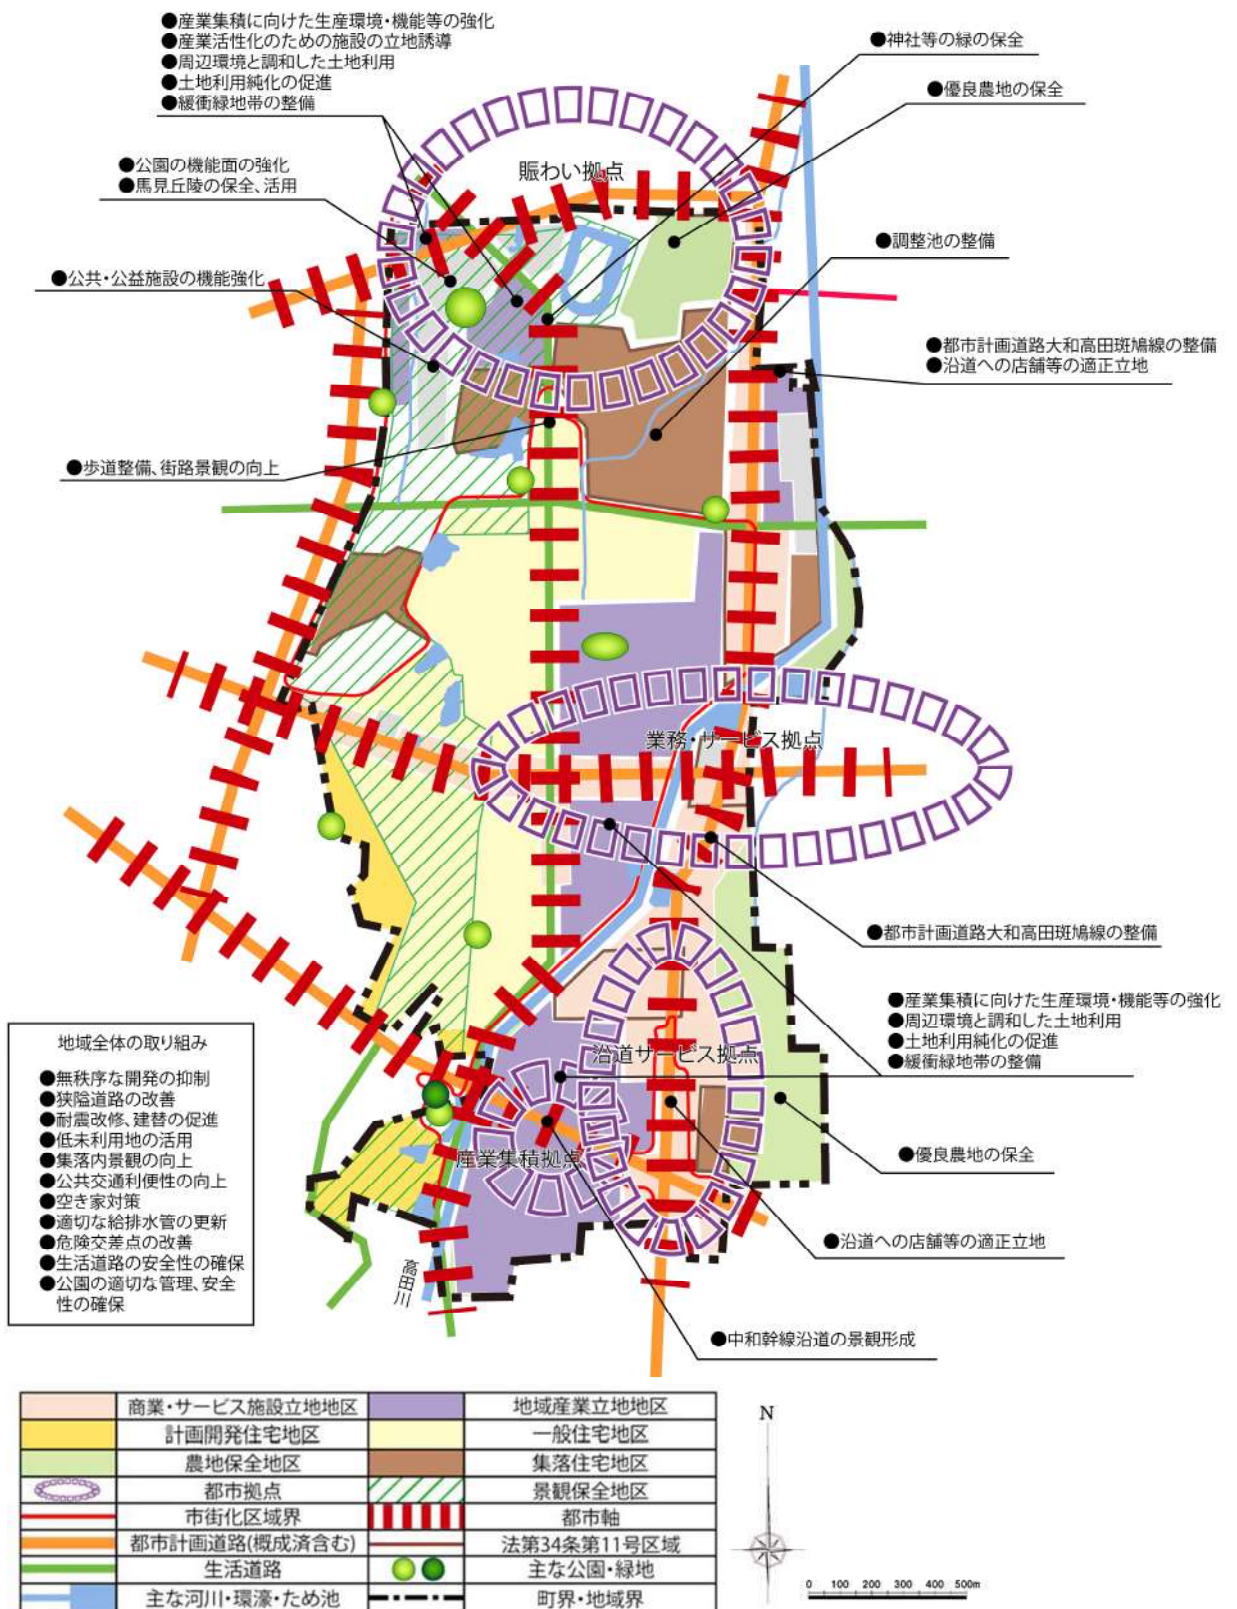 ●産業集積に向けた生産環境・機能等の強化
●産業活性化のための施設の立地誘導
●周辺環境と調和した土地利用
●土地利用純化の促進
●緩衝緑地帯の整備
●神社等の緑の保全
●優良農地の保全
●公園の機能面の強化
●馬見丘陵の保全、活用
賑わい拠点
●調整池の整備
●公共・公益施設の機能強化
●都市計画道路大和高田斑鳩線の整備
●沿道への店舗等の適正立地
●歩道整備、街路景観の向上
業務・サービス拠点
●都市計画道路大和高田斑鳩線の整備
●産業集積に向けた生産環境・機能等の強化
●周辺環境と調和した土地利用
●土地利用純化の促進
●緩衝緑地帯の整備
沿道サービス拠点
産業集積拠点
●優良農地の保全
●沿道への店舗等の適正立地
高田川
●中和幹線沿道の景観形成
地域全体の取り組み
●無秩序な開発の抑制
●狭隘道路の改善
●耐震改修、建替の促進
●低未利用地の活用
●集落内景観の向上
●公共交通利便性の向上
●空き家対策
●適切な給排水管の更新
●危険交差点の改善
●生活道路の安全性の確保
●公園の適切な管理、安全
性の確保
商業・サービス施設立地地区 地域産業立地地区
計画開発住宅地区 一般住宅地区
農地保全地区 集落住宅地区
都市拠点 景観保全地区
市街化区域界 都市軸
都市計画道路(概成済含む) 法第34条第11号区域
生活道路 主な公園・緑地
主な河川・環濠・ため池 町界・地域界
N
0 100 200 300 400 500m